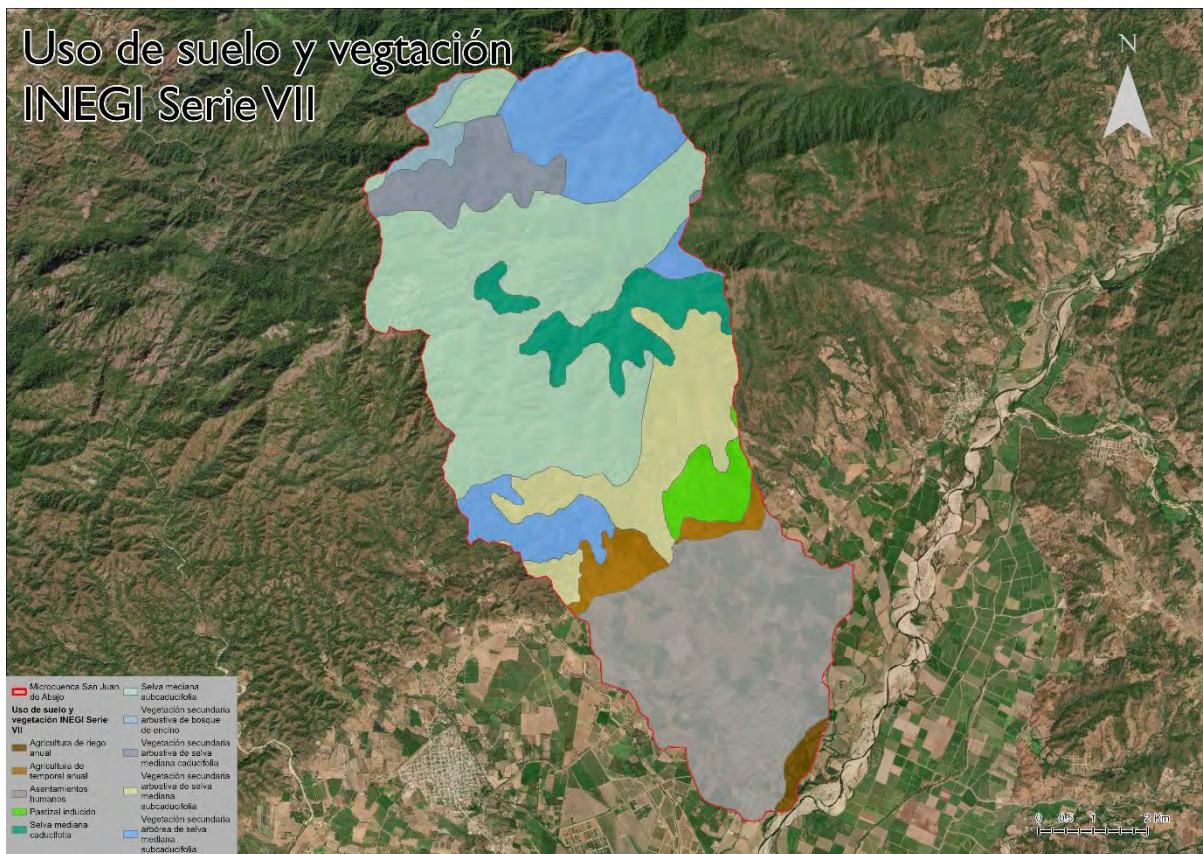 Uso de suelo y vegtación
INEGI Serie VII
N
Microcuenca San Juan
de Abajo
Uso de suelo y
vegetación INEGI Serie
VII
Agricultura de riego
anual
Agricultura de
temporal anual
Asentamientos
humanos
Pastizal inducido
Selva mediana
caducifolia
Selva mediana
subcaducifolia
Vegetación secundaria
arbustiva de bosque
de encino
Vegetación secundaria
arbustiva de selva
mediana caducifolia
Vegetación secundaria
arbustiva de selva
mediana
subcaducifolia
Vegetación secundaria
arbórea de selva
mediana
subcaducifolia
0 0.5 1 2 km